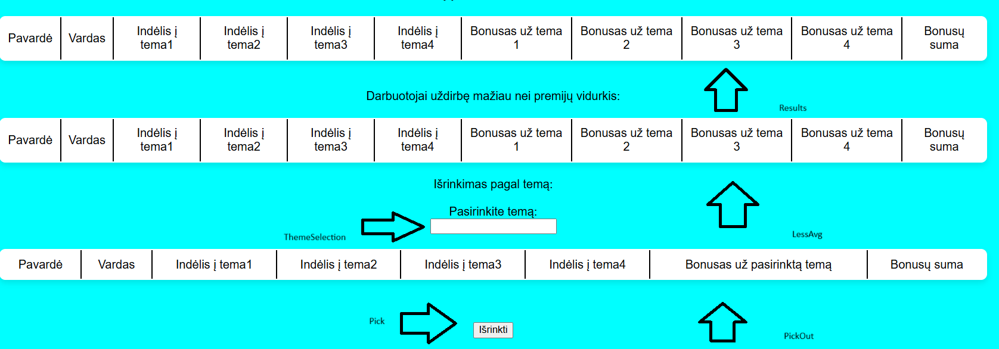 Pavardė Vardas Indėlis į tema1 Indėlis į tema2 Indėlis į tema3 Indėlis į tema4 Bonusas už tema 1 Bonusas už tema 2 Bonusas už tema 3 Bonusas už tema 4 Bonusų suma
Darbuotojai uždirbę mažiau nei premijų vidurkis:
Results
Pavardė Vardas Indėlis į tema1 Indėlis į tema2 Indėlis į tema3 Indėlis į tema4 Bonusas už tema 1 Bonusas už tema 2 Bonusas už tema 3 Bonusas už tema 4 Bonusų suma
Išrinkimas pagal temą:
Pasirinkite temą:
ThemeSelection
LessAvg
Pavardė Vardas Indėlis į tema1 Indėlis į tema2 Indėlis į tema3 Indėlis į tema4 Bonusas už pasirinktą temą Bonusų suma
Pick
Išrinkti
PickOut